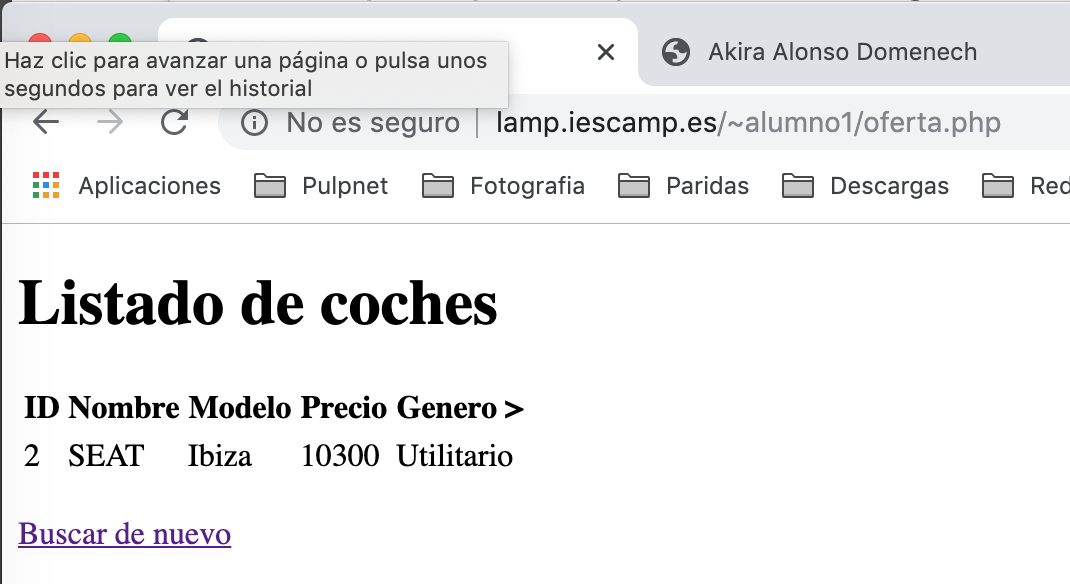 Haz clic para avanzar una página o pulsa unos
segundos para ver el historial
Akira Alonso Domenech
No es seguro lamp.iescamp.es/~alumno1/oferta.php
Aplicaciones Pulpnet Fotografia Paridas Descargas Red
Listado de coches
ID Nombre Modelo Precio Genero >
2 SEAT Ibiza 10300 Utilitario
Buscar de nuevo